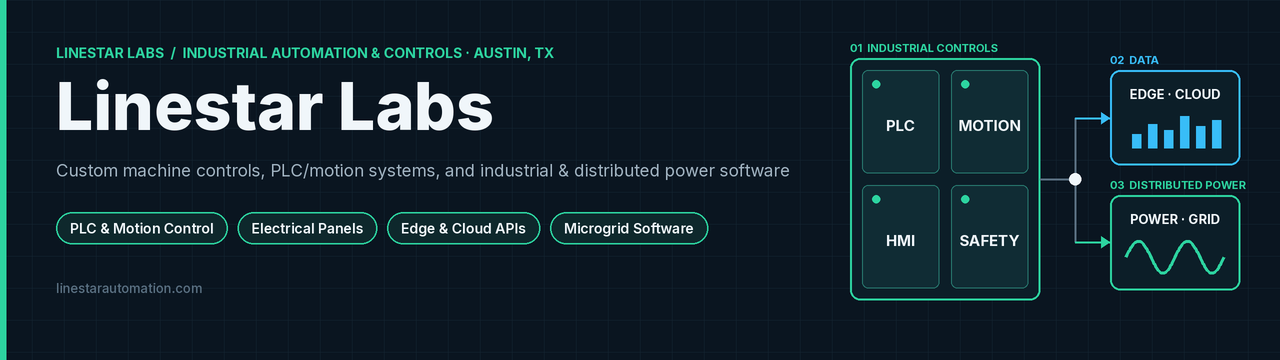 LINESTAR LABS / INDUSTRIAL AUTOMATION & CONTROLS · AUSTIN, TX
Linestar Labs
Custom machine controls, PLC/motion systems, and industrial & distributed power software
PLC & Motion Control
Electrical Panels
Edge & Cloud APIs
Microgrid Software
linestarautomation.com
01 INDUSTRIAL CONTROLS
PLC
MOTION
HMI
SAFETY
02 DATA
EDGE · CLOUD
03 DISTRIBUTED POWER
POWER · GRID